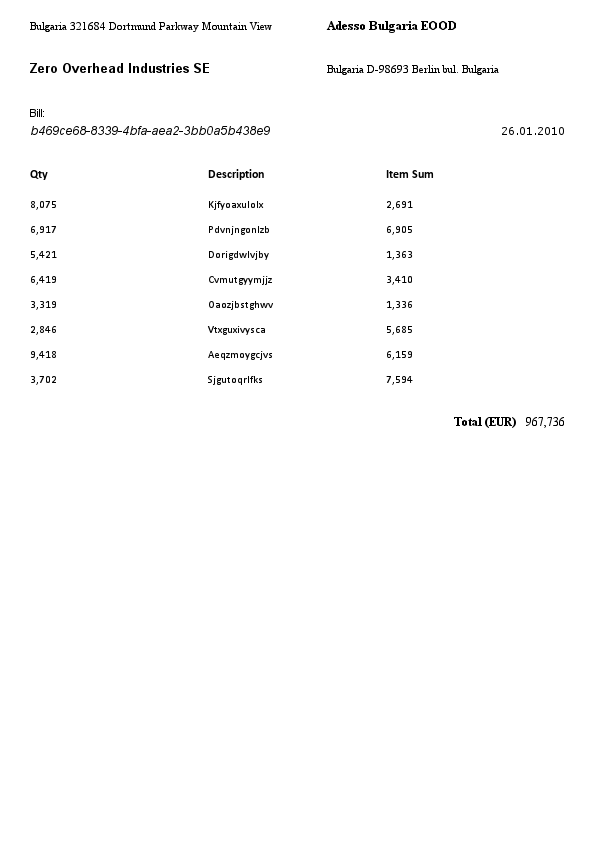 Bulgaria 321684 Dortmund Parkway Mountain View
Adesso Bulgaria EOOD
Zero Overhead Industries SE
Bulgaria D-98693 Berlin bul. Bulgaria
Bill:
b469ce68-8339-4bfa-aea2-3bb0a5b438e9
26.01.2010
Qty Description Item Sum
8,075 Kjfyoaxulolx 2,691
6,917 Pdvnjngonlzb 6,905
5,421 Dorigdwlvjby 1,363
6,419 Cvmutgyymjjz 3,410
3,319 Oaozjbstghwv 1,336
2,846 Vtxguxivysca 5,685
9,418 Aeqzmoygcjvs 6,159
3,702 Sjgutoqrlfks 7,594
Total (EUR) 967,736